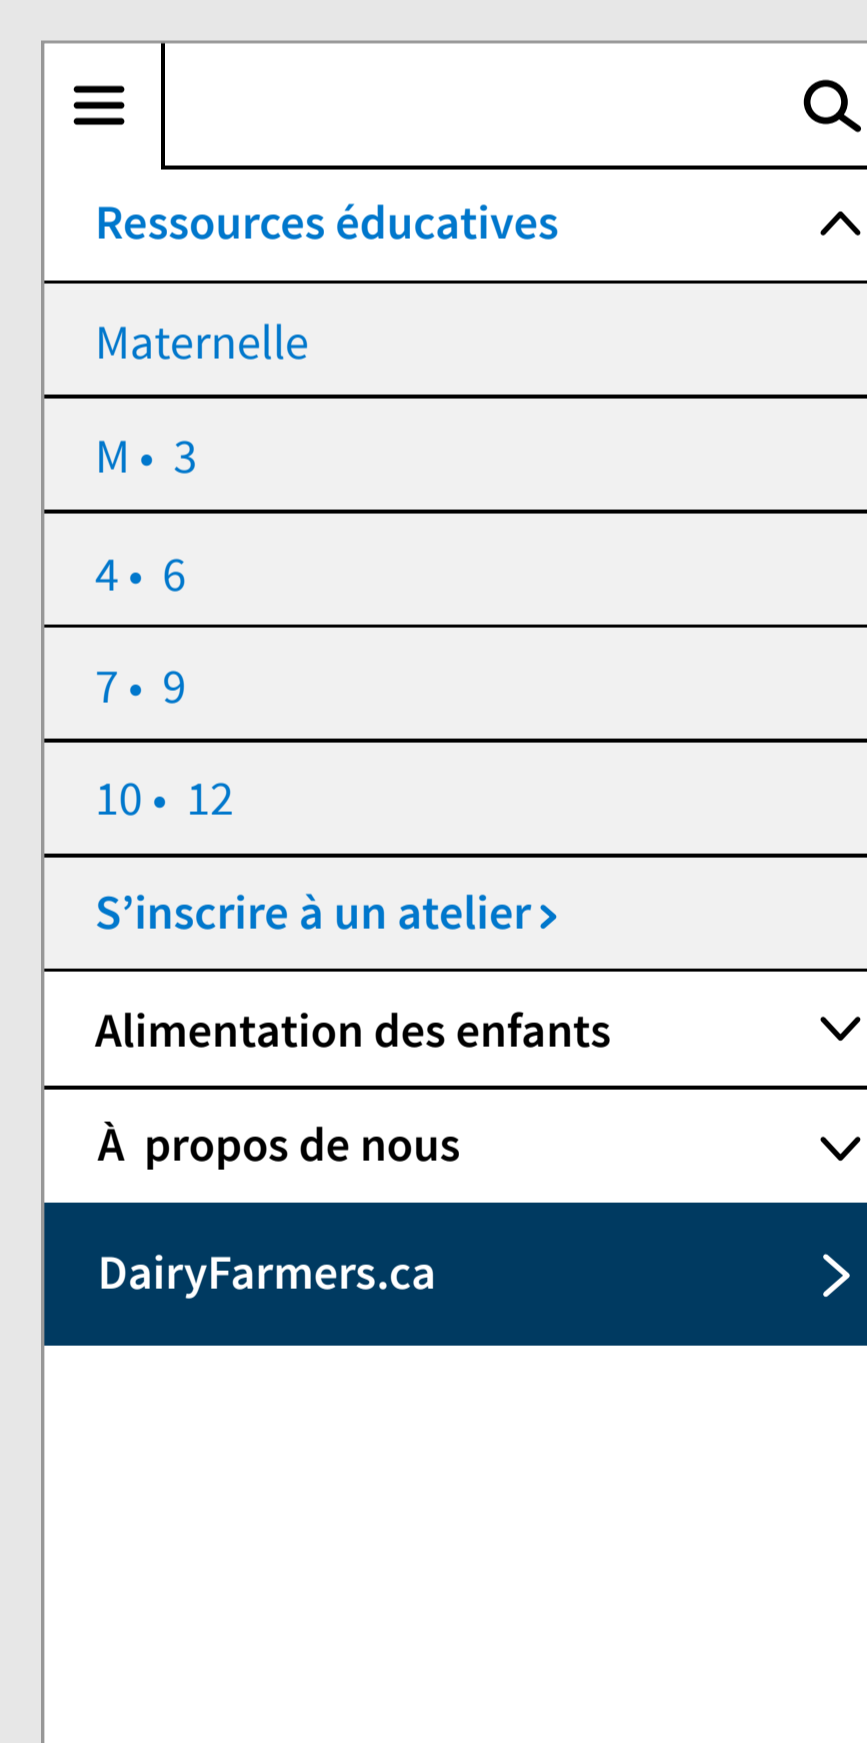 Ressources éducatives
Maternelle
M • 3
4 • 6
7 • 9
10 • 12
S’inscrire à un atelier >
Alimentation des enfants
À propos de nous
DairyFarmers.ca